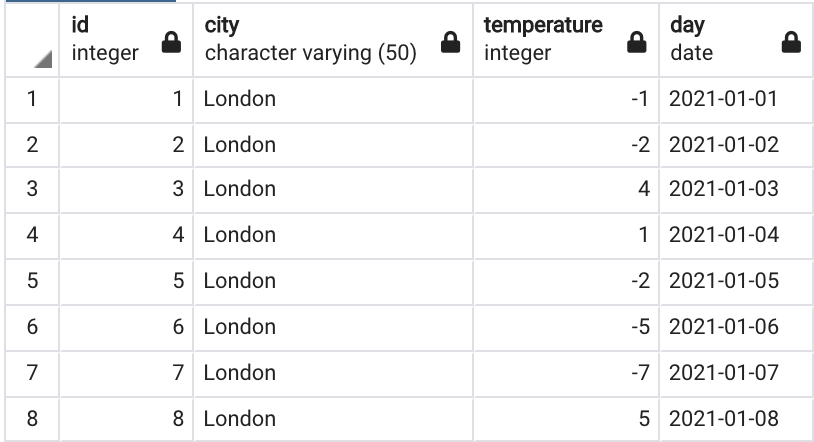 id city temperature day
integer character varying (50) integer date
1 1 London -1 2021-01-01
2 2 London -2 2021-01-02
3 3 London 4 2021-01-03
4 4 London 1 2021-01-04
5 5 London -2 2021-01-05
6 6 London -5 2021-01-06
7 7 London -7 2021-01-07
8 8 London 5 2021-01-08